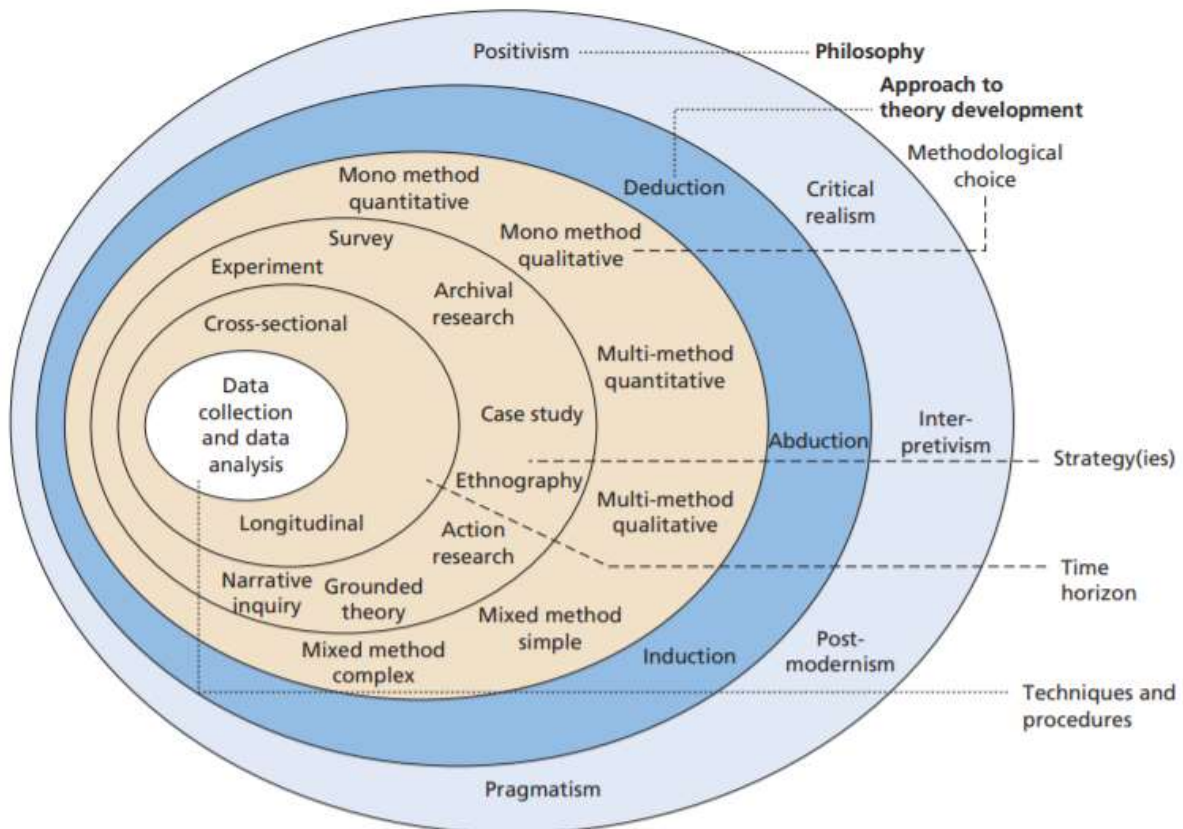 Positivism
Philosophy
Approach to
theory development
Methodological
choice
Mono method
quantitative
Deduction
Critical
realism
Survey
Mono method
qualitative
Experiment
Archival
research
Cross-sectional
Multi-method
quantitative
Data
collection
and data
analysis
Case study
Abduction
Inter-
pretivism
Strategy(ies)
Ethnography
Multi-method
qualitative
Longitudinal
Action
research
Time
horizon
Narrative
inquiry
Grounded
theory
Mixed method
simple
Mixed method
complex
Induction
Post-
modernism
Techniques and
procedures
Pragmatism